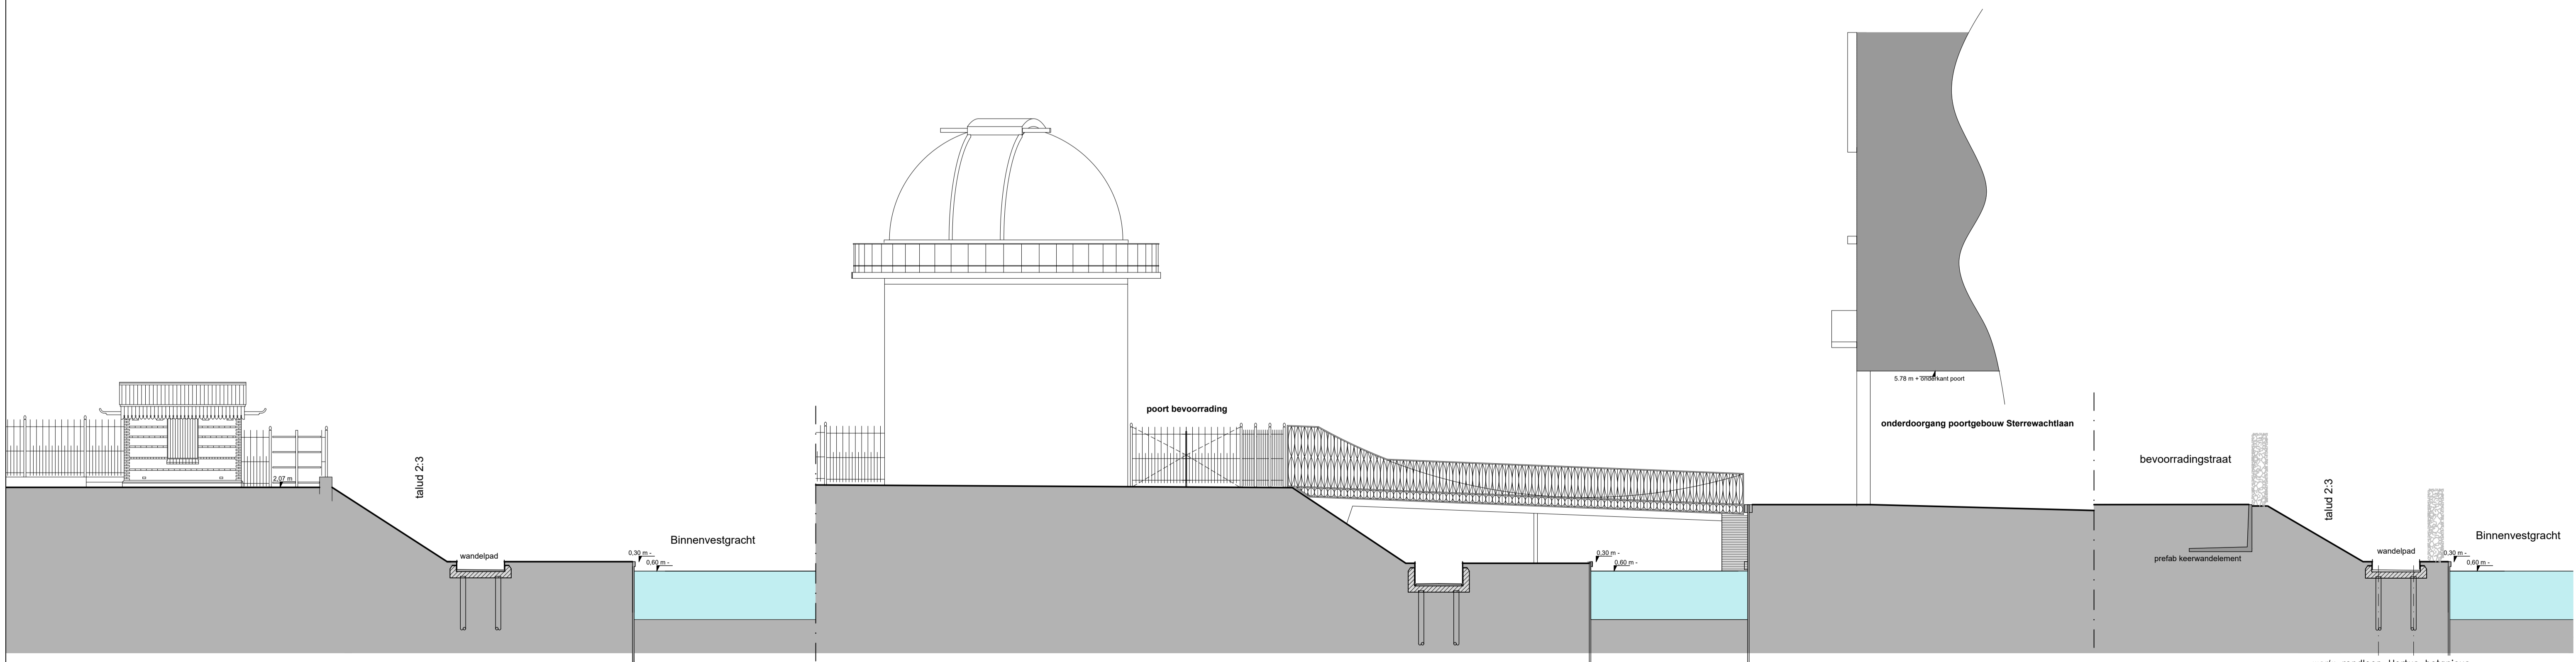 5.78 m + onderkant poort
poort bevoorrading
onderdoorgang poortgebouw Sterrewachtlaan
bevoorradingstraat
talud 2:3
2,07 m
talud 2:3
Binnenvestgracht
Binnenvestgracht
wandelpad
0,30 m -
0,60 m -
0,30 m -
0,60 m -
prefab keerwandelement
wandelpad
0,30 m -
0,60 m -